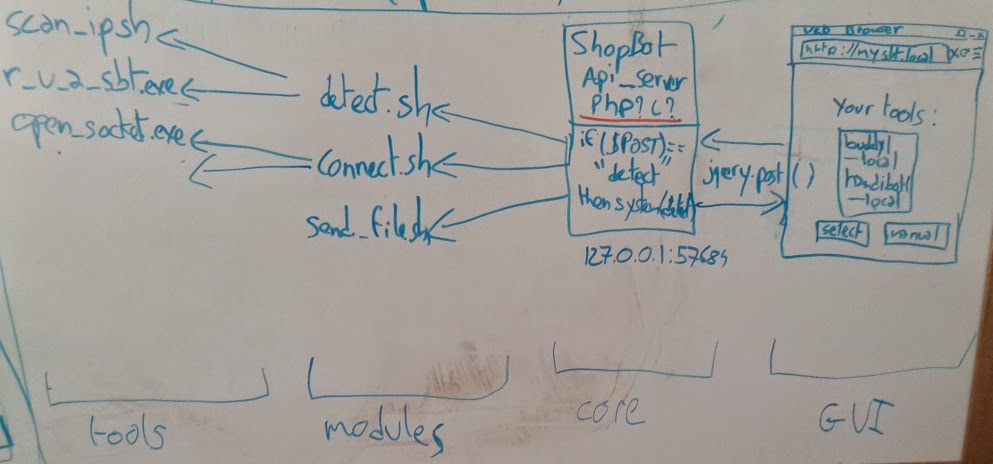 scan_ip.sh
r_v_2_sbt.exe
open_socket.exe
detect.sh
Connect.sh
send_file.sh
ShopBot
Api_server
Php? C?
if ($POST)==
"detect"
then system(detect)
127.0.0.1:57684
jquery.post()
Web Browser
http://mysbt.local
Your tools:
buddy1
-local
handibot1
-local
select
manual
tools
modules
core
GUI